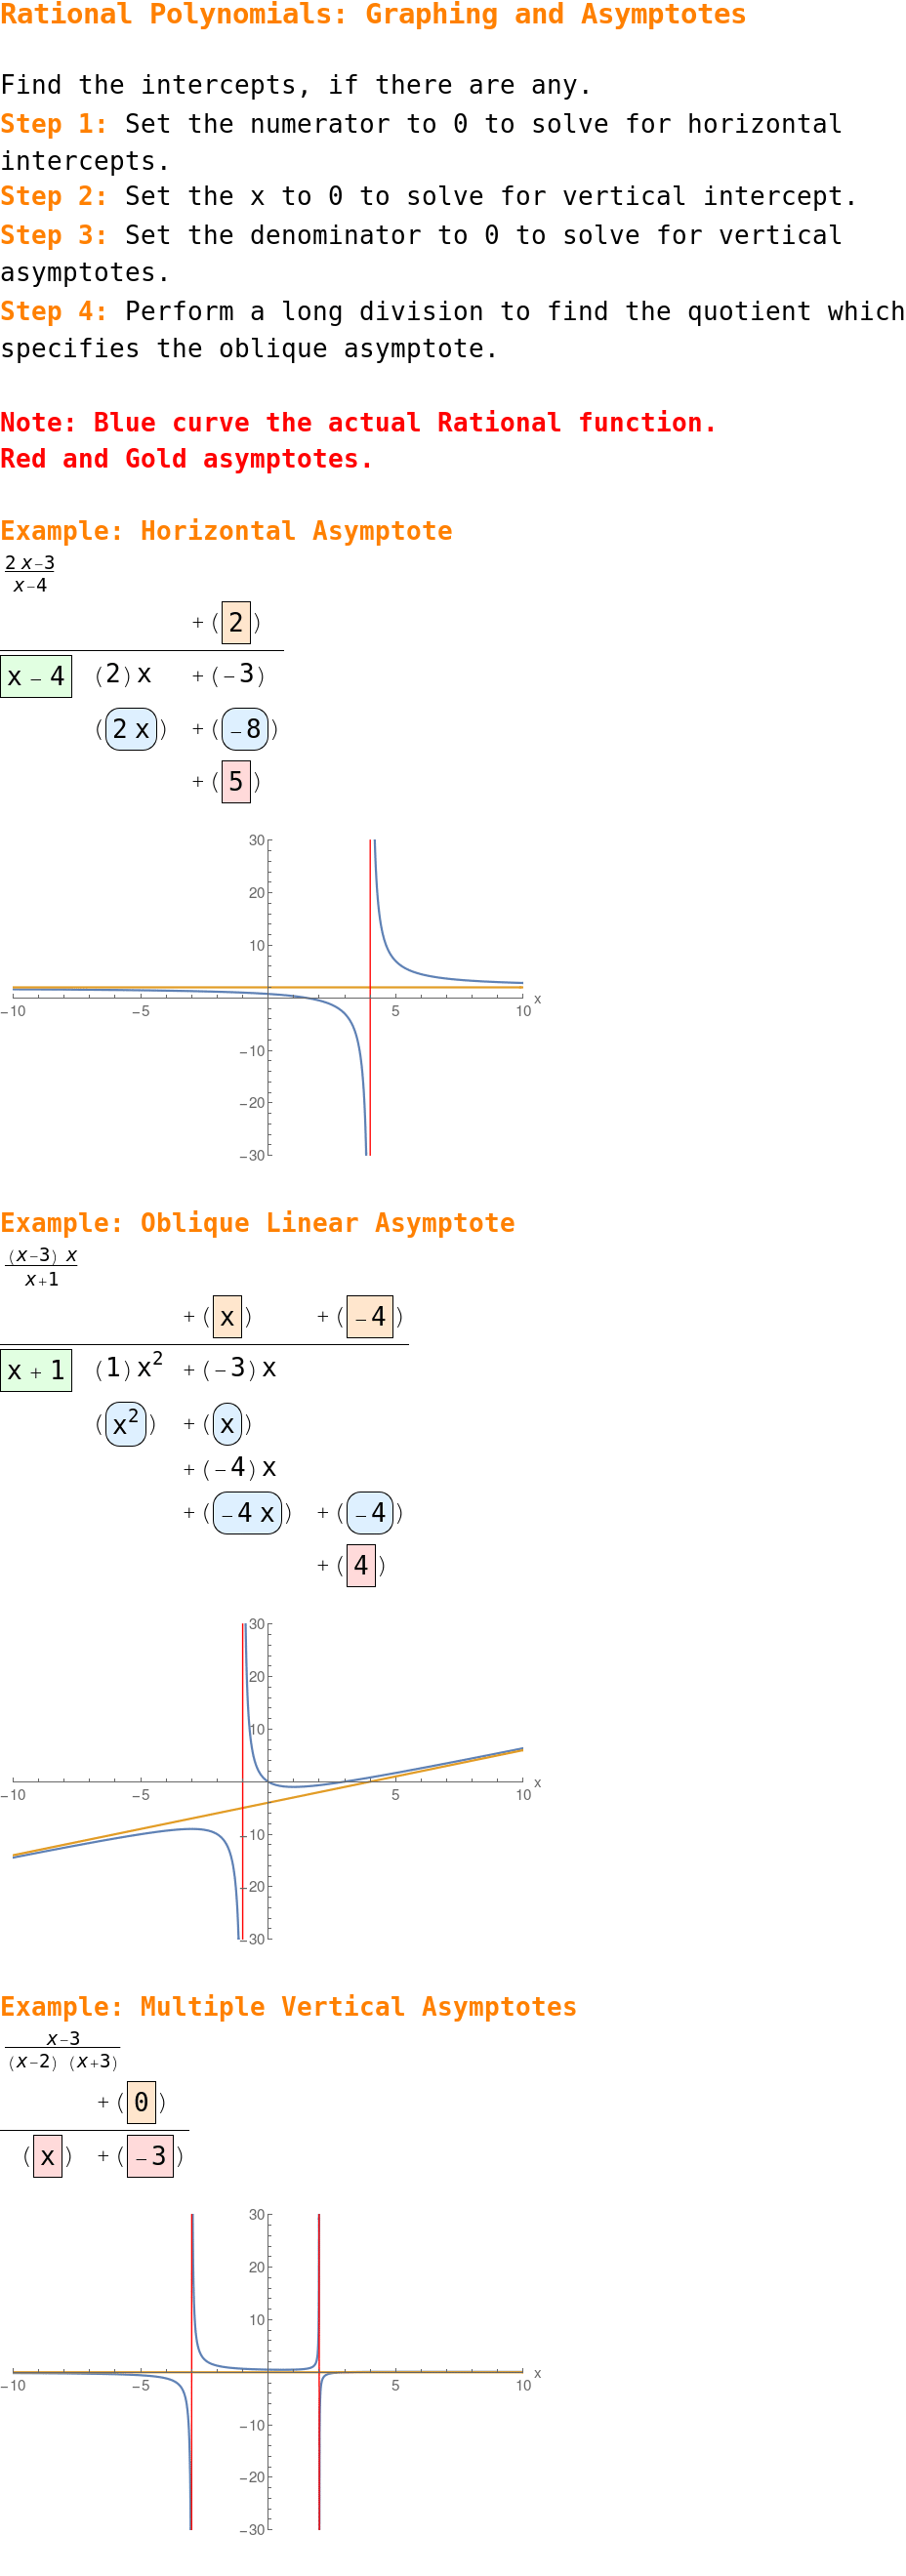 Rational Polynomials: Graphing and Asymptotes
Find the intercepts, if there are any.
Step 1: Set the numerator to 0 to solve for horizontal
intercepts.
Step 2: Set the x to 0 to solve for vertical intercept.
Step 3: Set the denominator to 0 to solve for vertical
asymptotes.
Step 4: Perform a long division to find the quotient which
specifies the oblique asymptote.
Note: Blue curve the actual Rational function.
Red and Gold asymptotes.
Example: Horizontal Asymptote
2 x−3
x−4
+ ( 2 )
x − 4 (2) x + (−3)
( 2 x ) + ( −8 )
+ ( 5 )
30
20
10
−10 −5 5 10 x
−10
−20
−30
Example: Oblique Linear Asymptote
(x−3) x
x+1
+ ( x ) + ( −4 )
x + 1 (1) x² + (−3) x
( x² ) + ( x )
+ (−4) x
+ ( −4 x ) + ( −4 )
+ ( 4 )
30
20
10
−10 −5 5 10 x
−10
−20
−30
Example: Multiple Vertical Asymptotes
x−3
(x−2) (x+3)
+ ( 0 )
( x ) + ( −3 )
30
20
10
−10 −5 5 10 x
−10
−20
−30